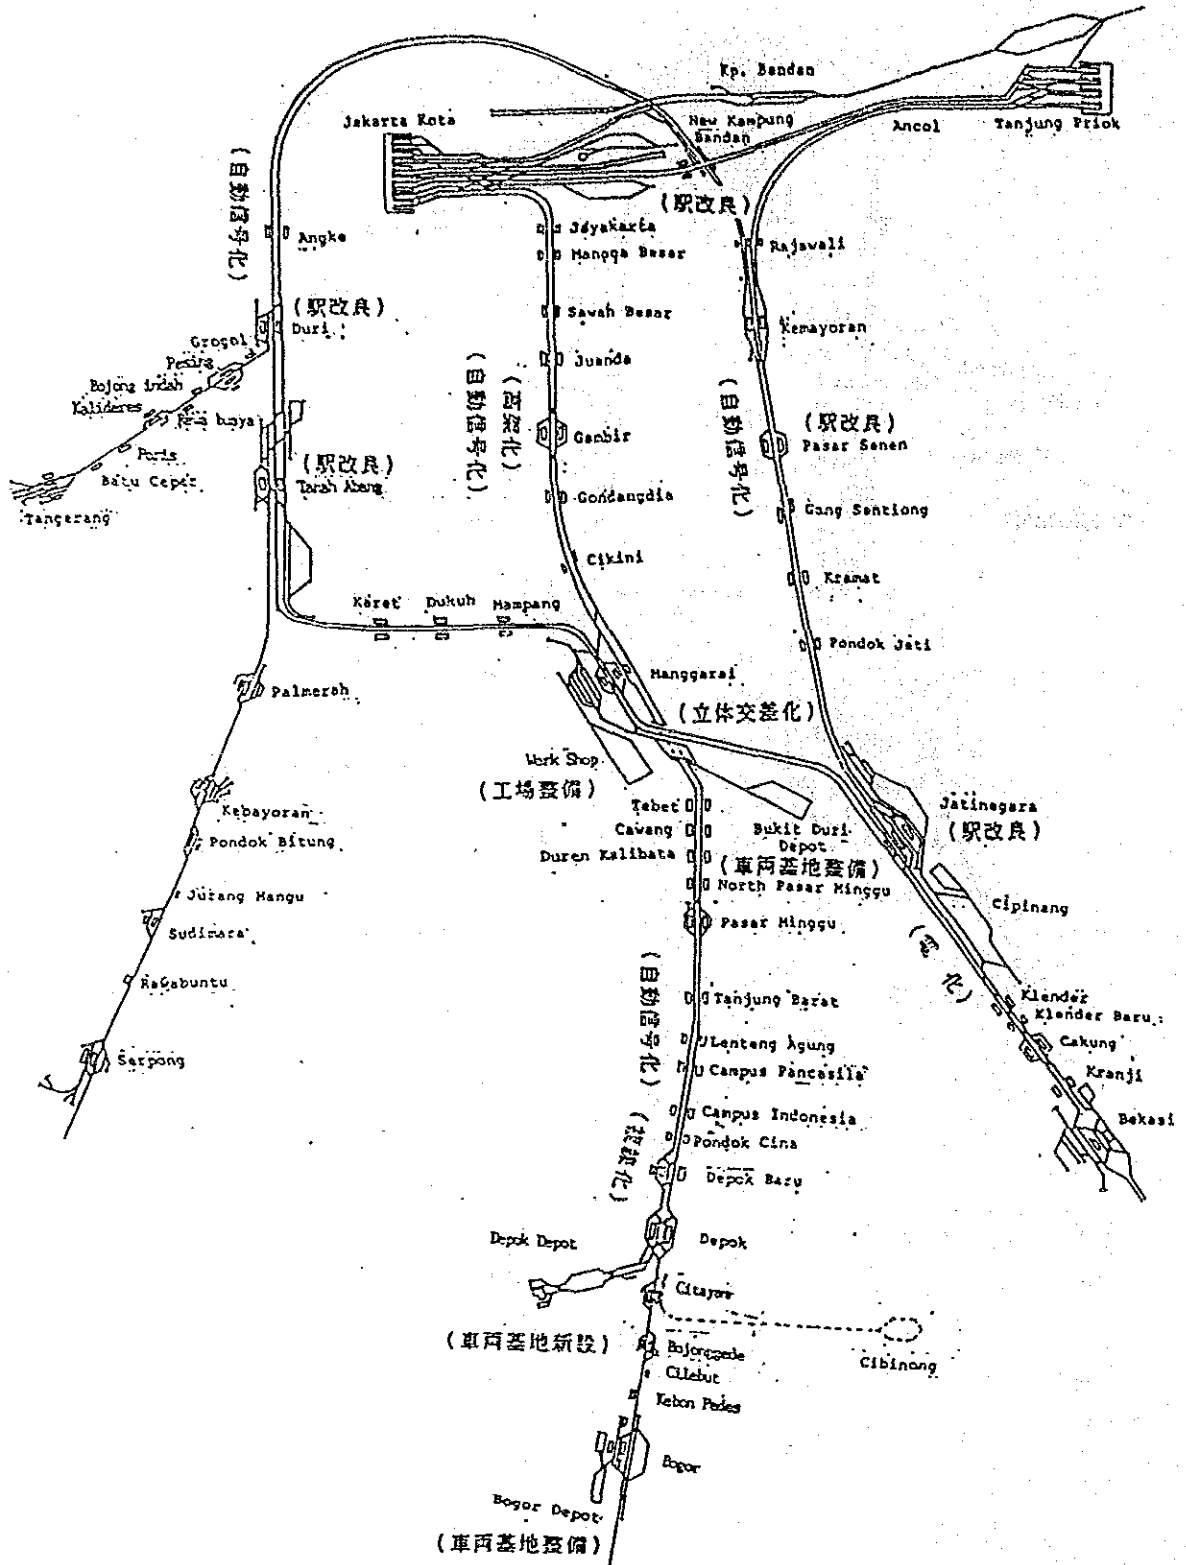 Kp. Bandan
Jakarta Kota
New Kampung
Bandan
Ancol
Tanjung Priok
(自動信号化)
(駅改良)
Angke
Jayakarta
Mangga Besar
Rajawali
(駅改良)
Duri
Sawah Besar
Kemayoran
Grogol
Pesing
Juanda
Bojong indah
Kalideres
(高架化)
(自動信号化)
(自動信号化)
(駅改良)
Gambir
Pasar Senen
Poris
Batu Ceper
(駅改良)
Tanah Abang
Tangerang
Gondangdia
Gang Sentiong
Cikini
Kramat
Karet
Dukuh
Mampang
Pondok Jati
Manggarai
Palmerah
(立体交差化)
Work Shop
(工場整備)
Jatinegara
(駅改良)
Kebayoran
Pondok Bitung
Tebet
Cawang
Duren Kalibata
Bukit Duri
Depot
(車両基地整備)
North Pasar Minggu
Jurang Mangu
Cipinang
Sudimara
Pasar Minggu
(電化)
(自動信号化)
Tanjung Barat
Klender
Klender Baru
Lenteng Agung
Cakung
Serpong
Campus Pancasila
Kranji
Campus Indonesia
Bekasi
Pondok Cina
(複線化)
Depok Baru
Depok Depot
Depok
Citayam
(車両基地新設)
Bojonggede
Cibinong
Cilebut
Kebon Pedes
Bogor
Bogor Depot
(車両基地整備)